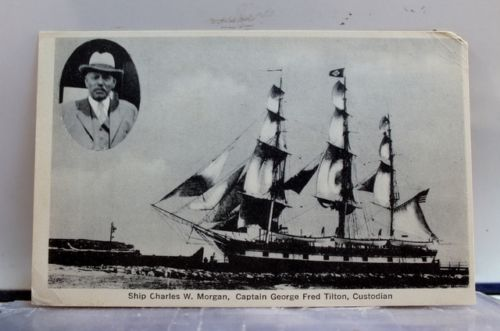 Ship Charles W. Morgan, Captain George Fred Tilton, Custodian